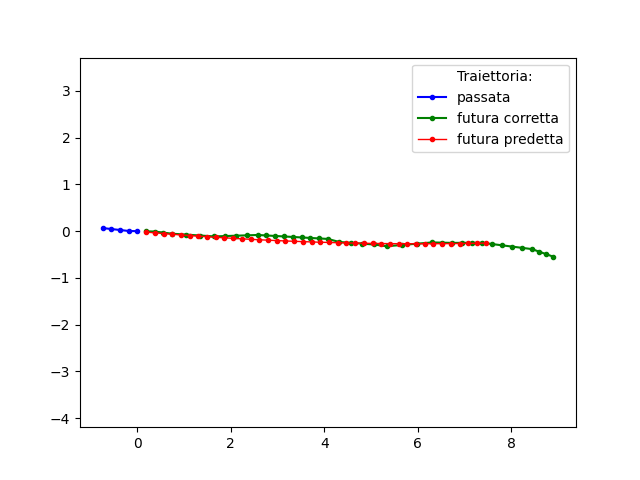 Traiettoria:
passata
futura corretta
futura predetta
3
2
1
0
−1
−2
−3
−4
0 2 4 6 8